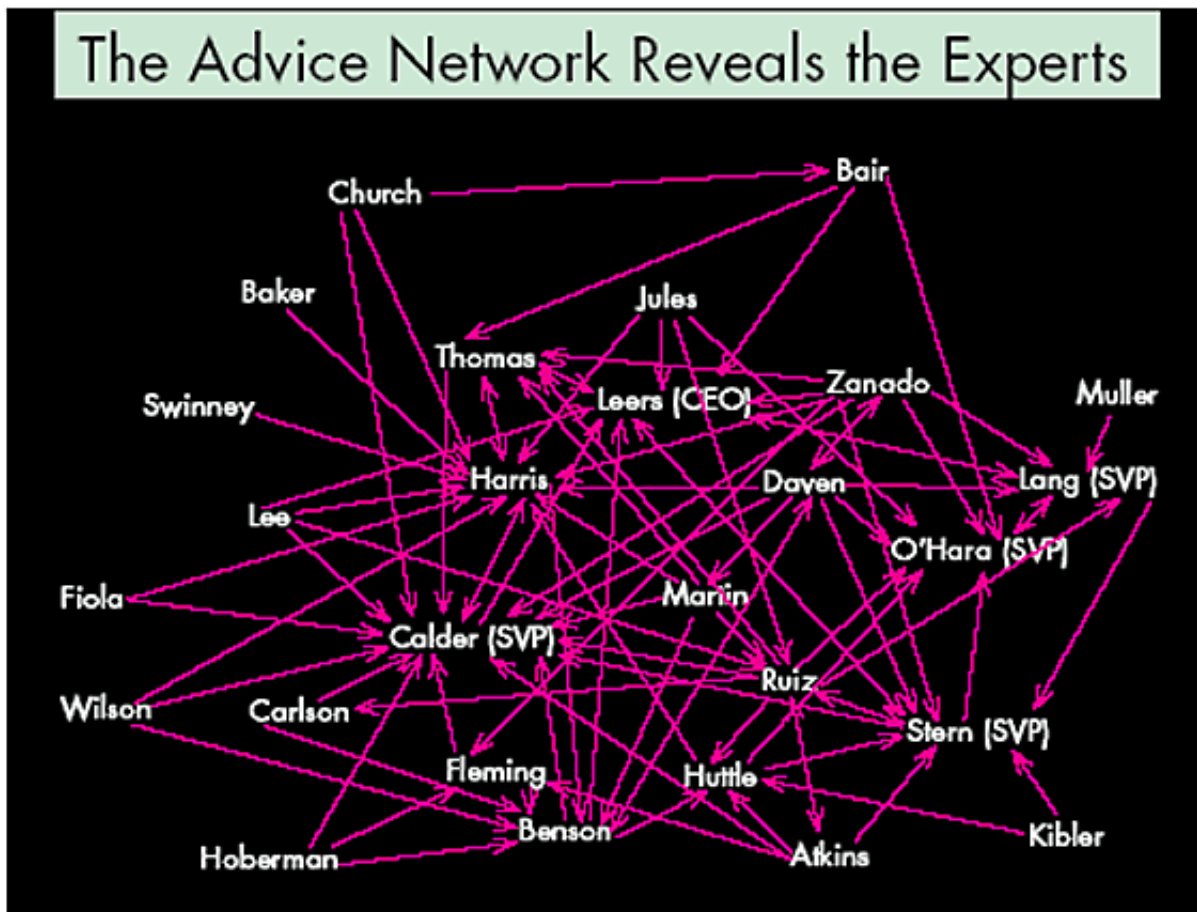 The Advice Network Reveals the Experts
Bair
Church
Baker
Jules
Thomas
Zanado
Muller
Leers (CEO)
Swinney
Harris
Daven
Lang (SVP)
Lee
O'Hara (SVP)
Fiola
Martin
Calder (SVP)
Ruiz
Wilson
Carlson
Stern (SVP)
Fleming
Huttle
Benson
Kibler
Hoberman
Atkins